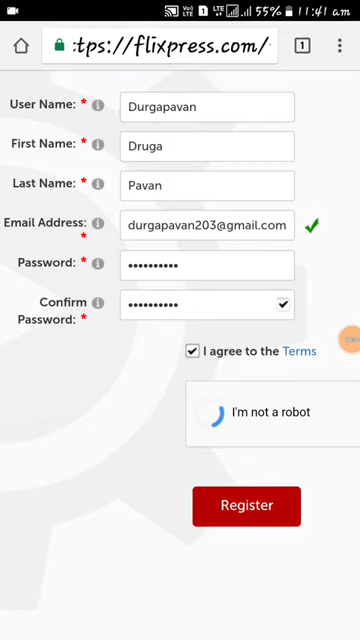 Vo) LTE 1 LTE 55% 11:41 am
tps://flixpress.com/ 1
User Name: * Durgapavan
First Name: * Druga
Last Name: * Pavan
Email Address: durgapavan203@gmail.com
*
Password: * ••••••••••
Confirm ••••••••••
Password: *
I agree to the Terms
I'm not a robot
Register